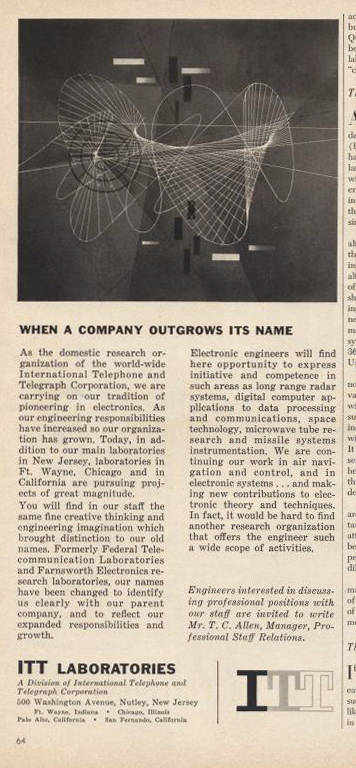 WHEN A COMPANY OUTGROWS ITS NAME
As the domestic research or-
ganization of the world-wide
International Telephone and
Telegraph Corporation, we are
carrying on our tradition of
pioneering in electronics. As
our engineering responsibilities
have increased so our organiza-
tion has grown. Today, in ad-
dition to our main laboratories
in New Jersey, laboratories in
Ft. Wayne, Chicago and in
California are pursuing proj-
ects of great magnitude.
You will find in our staff the
same fine creative thinking and
engineering imagination which
brought distinction to our old
names. Formerly Federal Tele-
communication Laboratories
and Farnsworth Electronics re-
search laboratories, our names
have been changed to identify
us clearly with our parent
company, and to reflect our
expanded responsibilities and
growth.
Electronic engineers will find
here opportunity to express
initiative and competence in
such areas as long range radar
systems, digital computer ap-
plications to data processing
and communications, space
technology, microwave tube re-
search and missile systems
instrumentation. We are con-
tinuing our work in air navi-
gation and control, and in
electronic systems ... and mak-
ing new contributions to elec-
tronic theory and techniques.
In fact, it would be hard to find
another research organization
that offers the engineer such
a wide scope of activities.
Engineers interested in discuss-
ing professional positions with
our staff are invited to write
Mr. T. C. Allen, Manager, Pro-
fessional Staff Relations.
ITT LABORATORIES
A Division of International Telephone and
Telegraph Corporation
500 Washington Avenue, Nutley, New Jersey
Ft. Wayne, Indiana • Chicago, Illinois
Palo Alto, California • San Fernando, California
ITT
64